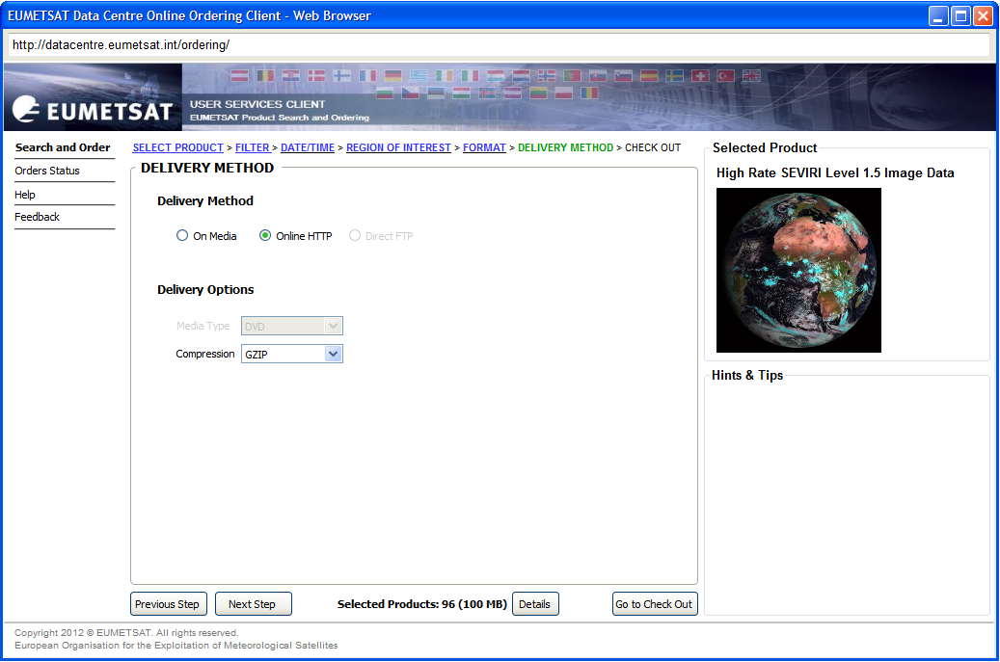 EUMETSAT Data Centre Online Ordering Client - Web Browser
http://datacentre.eumetsat.int/ordering/
EUMETSAT
USER SERVICES CLIENT
EUMETSAT Product Search and Ordering
Search and Order
Orders Status
Help
Feedback
SELECT PRODUCT > FILTER > DATE/TIME > REGION OF INTEREST > FORMAT > DELIVERY METHOD > CHECK OUT
DELIVERY METHOD
Delivery Method
On Media Online HTTP Direct FTP
Delivery Options
Media Type DVD
Compression GZIP
Previous Step Next Step Selected Products: 96 (100 MB) Details Go to Check Out
Selected Product
High Rate SEVIRI Level 1.5 Image Data
Hints & Tips
Copyright 2012 © EUMETSAT. All rights reserved.
European Organisation for the Exploitation of Meteorological Satellites